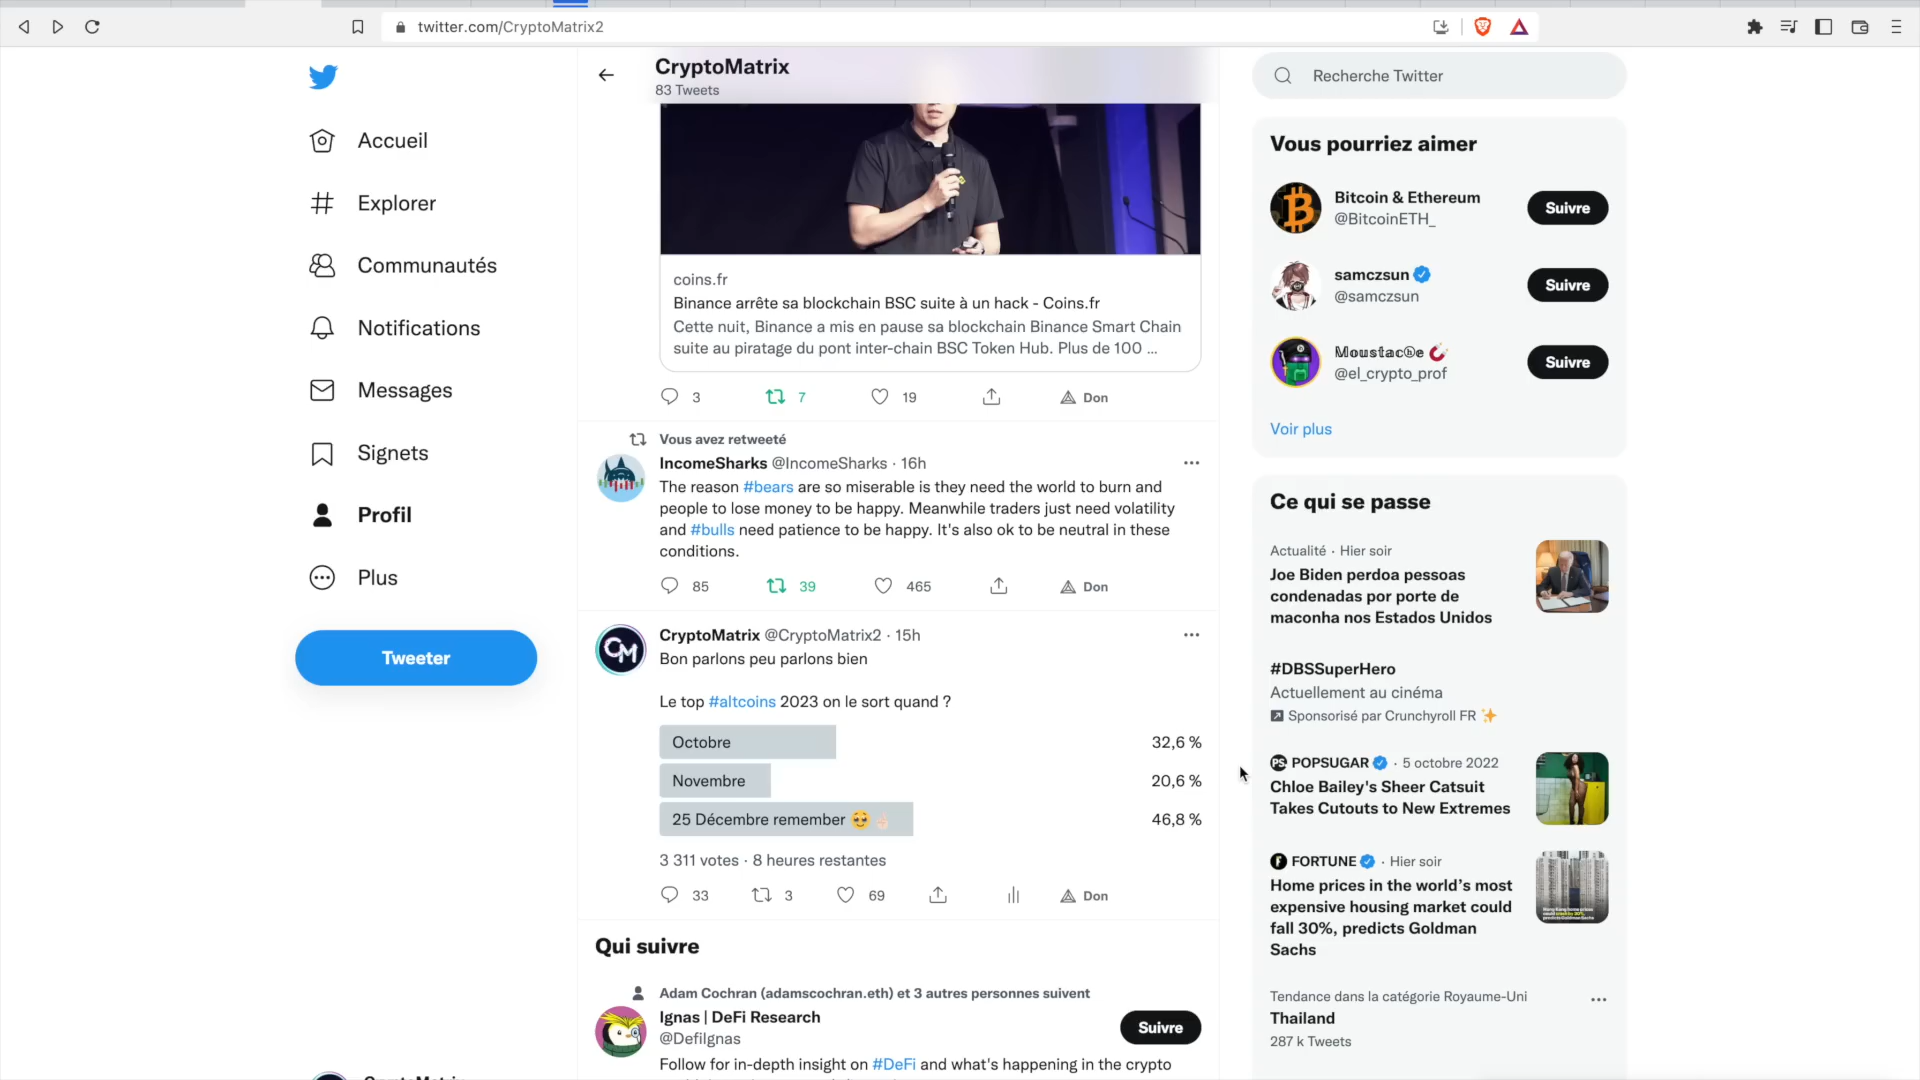 twitter.com/CryptoMatrix2
Accueil
Explorer
Communautés
Notifications
Messages
Signets
Profil
Plus
Tweeter
CryptoMatrix
83 Tweets
coins.fr
Binance arrête sa blockchain BSC suite à un hack - Coins.fr
Cette nuit, Binance a mis en pause sa blockchain Binance Smart Chain
suite au piratage du pont inter-chain BSC Token Hub. Plus de 100 ...
3 7 19 Don
Vous avez retweeté
IncomeSharks @IncomeSharks · 16h
The reason #bears are so miserable is they need the world to burn and
people to lose money to be happy. Meanwhile traders just need volatility
and #bulls need patience to be happy. It's also ok to be neutral in these
conditions.
85 39 465 Don
CM
CryptoMatrix @CryptoMatrix2 · 15h
Bon parlons peu parlons bien
Le top #altcoins 2023 on le sort quand ?
Octobre 32,6 %
Novembre 20,6 %
25 Décembre remember 46,8 %
3 311 votes · 8 heures restantes
33 3 69 Don
Qui suivre
Adam Cochran (adamscochran.eth) et 3 autres personnes suivent
Ignas | DeFi Research
@DefiIgnas
Suivre
Follow for in-depth insight on #DeFi and what's happening in the crypto
Recherche Twitter
Vous pourriez aimer
Bitcoin & Ethereum
@BitcoinETH_
Suivre
samczsun
@samczsun
Suivre
Moustache
@el_crypto_prof
Suivre
Voir plus
Ce qui se passe
Actualité · Hier soir
Joe Biden perdoa pessoas
condenadas por porte de
maconha nos Estados Unidos
#DBSSuperHero
Actuellement au cinéma
Sponsorisé par Crunchyroll FR
PS POPSUGAR · 5 octobre 2022
Chloe Bailey's Sheer Catsuit
Takes Cutouts to New Extremes
F FORTUNE · Hier soir
Home prices in the world’s most
expensive housing market could
fall 30%, predicts Goldman
Sachs
Tendance dans la catégorie Royaume-Uni
Thailand
287 k Tweets